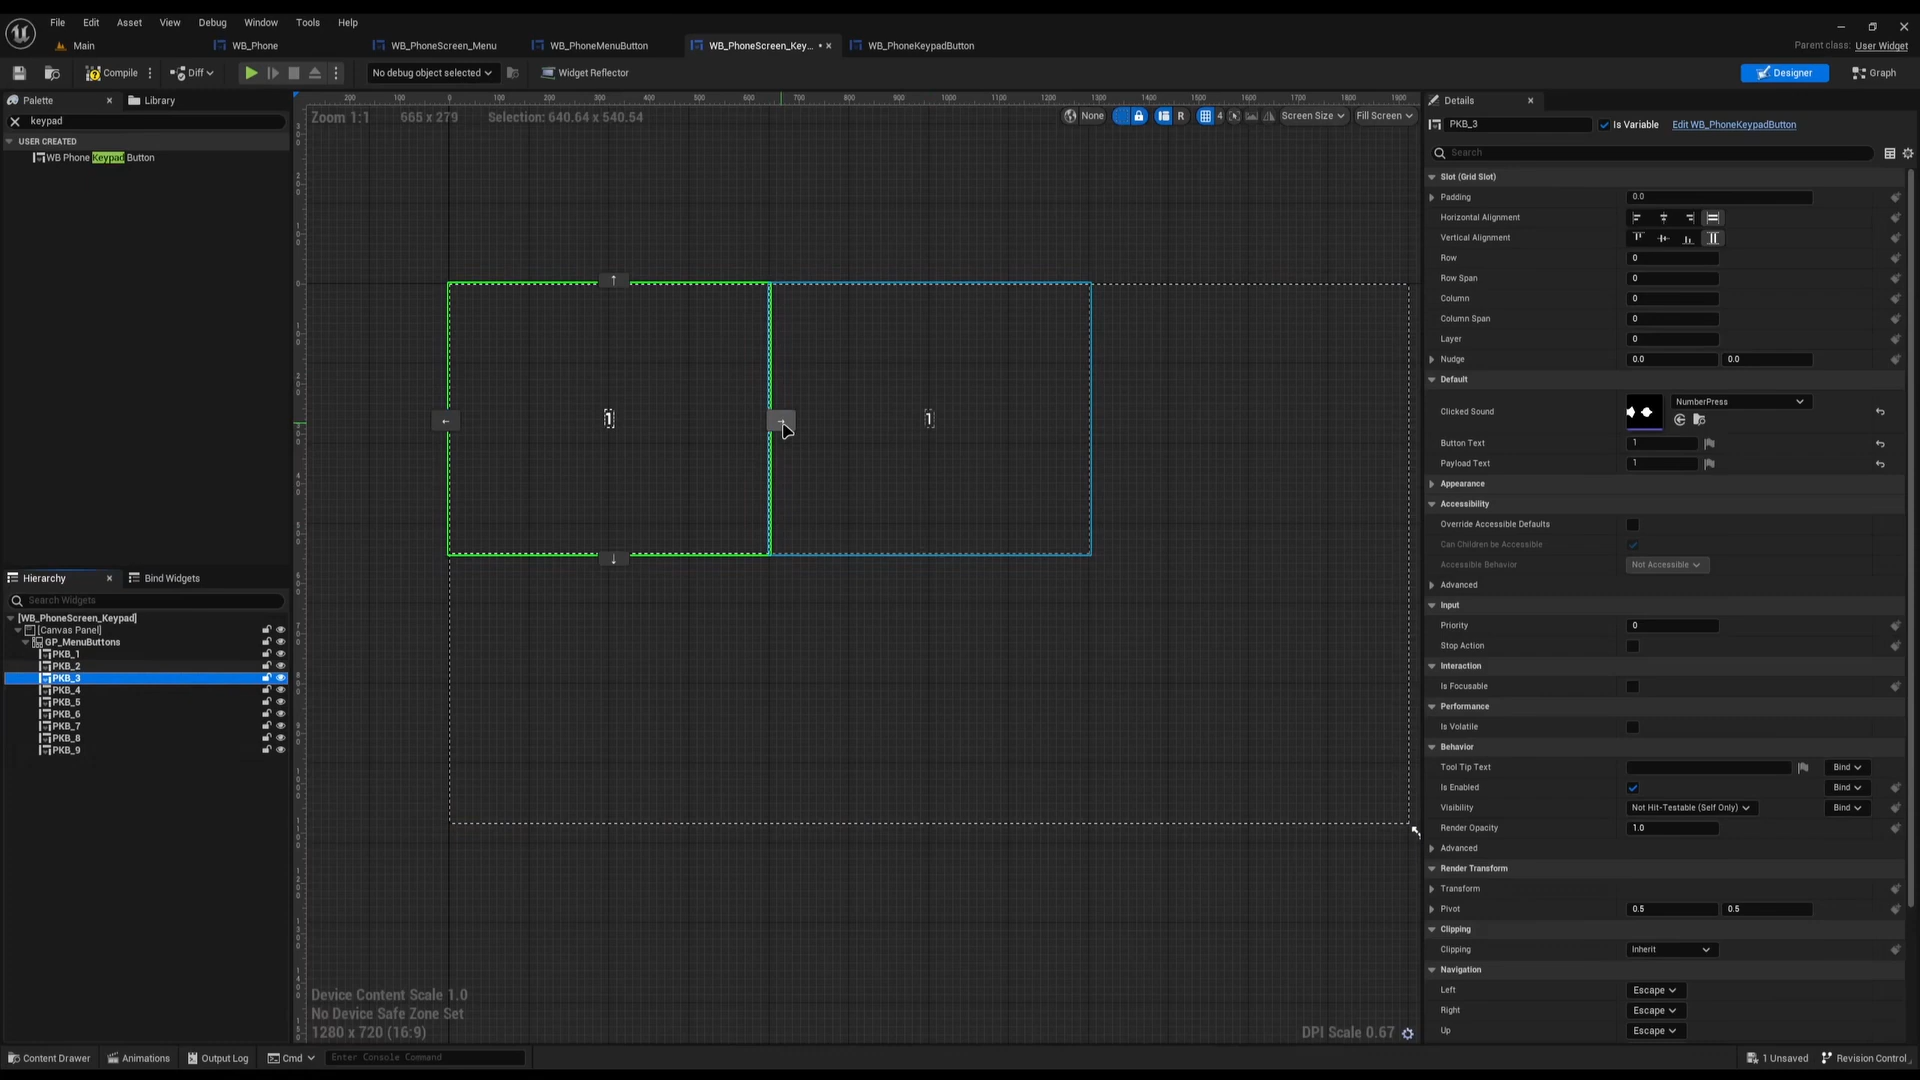 File Edit Asset View Debug Window Tools Help
Main WB_Phone WB_PhoneScreen_Menu WB_PhoneMenuButton WB_PhoneScreen_Key... • WB_PhoneKeypadButton
Parent class: User Widget
Compile Diff No debug object selected Widget Reflector Designer Graph
Palette Library
keypad
USER CREATED
WB Phone Keypad Button
Zoom 1:1 665 x 279 Selection: 640.64 x 540.54
None R 4 Screen Size Fill Screen
1 1
Device Content Scale 1.0
No Device Safe Zone Set
1280 x 720 (16:9)
DPI Scale 0.67
Hierarchy Bind Widgets
Search Widgets
[WB_PhoneScreen_Keypad]
[Canvas Panel]
GP_MenuButtons
PKB_1
PKB_2
PKB_3
PKB_4
PKB_5
PKB_6
PKB_7
PKB_8
PKB_9
Details
PKB_3 Is Variable Edit WB_PhoneKeypadButton
Search
Slot (Grid Slot)
Padding 0.0
Horizontal Alignment
Vertical Alignment
Row 0
Row Span 0
Column 0
Column Span 0
Layer 0
Nudge 0.0 0.0
Default
Clicked Sound NumberPress
Button Text 1
Payload Text 1
Appearance
Accessibility
Override Accessible Defaults
Can Children be Accessible
Accessible Behavior Not Accessible
Advanced
Input
Priority 0
Stop Action
Interaction
Is Focusable
Performance
Is Volatile
Behavior
Tool Tip Text Bind
Is Enabled Bind
Visibility Not Hit-Testable (Self Only) Bind
Render Opacity 1.0
Advanced
Render Transform
Transform
Pivot 0.5 0.5
Clipping
Clipping Inherit
Navigation
Left Escape
Right Escape
Up Escape
Content Drawer Animations Output Log Cmd Enter Console Command 1 Unsaved Revision Control